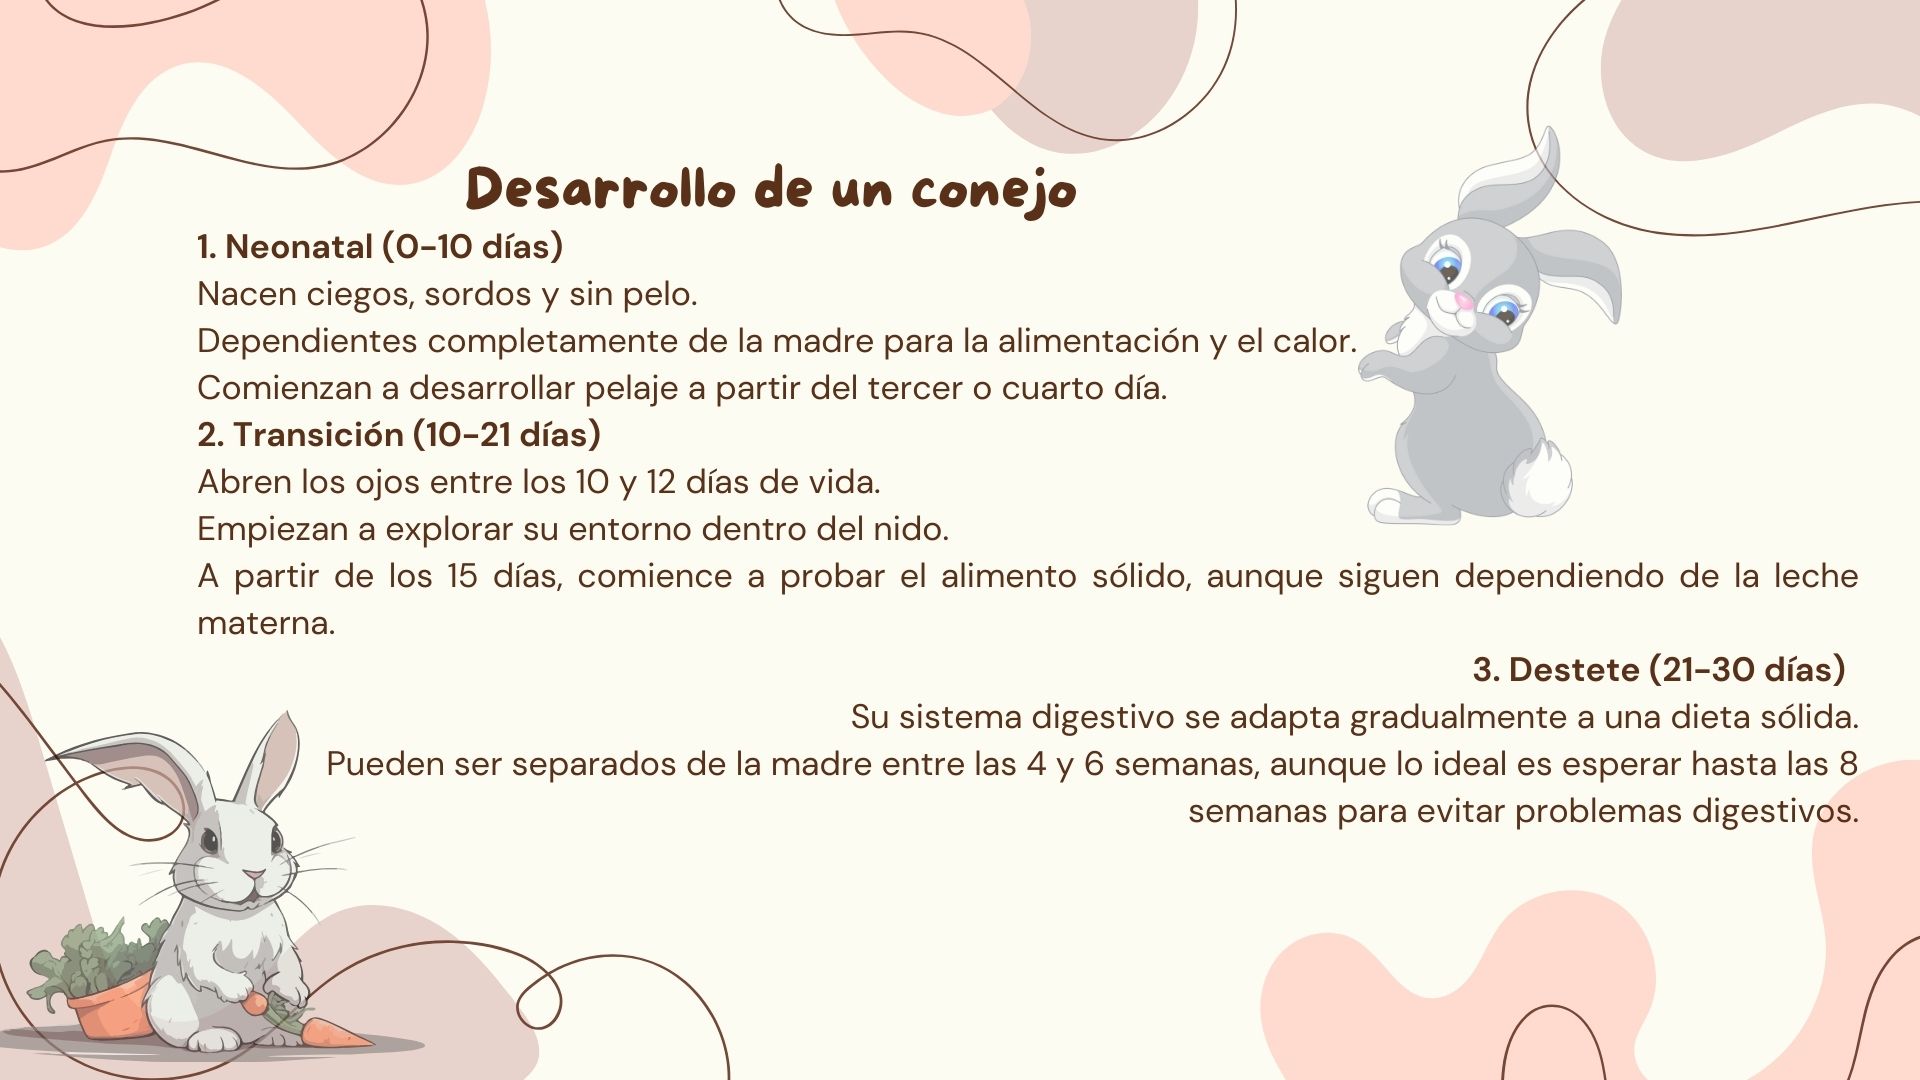 Desarrollo de un conejo
1. Neonatal (0-10 días)
Nacen ciegos, sordos y sin pelo.
Dependientes completamente de la madre para la alimentación y el calor.
Comienzan a desarrollar pelaje a partir del tercer o cuarto día.
2. Transición (10-21 días)
Abren los ojos entre los 10 y 12 días de vida.
Empiezan a explorar su entorno dentro del nido.
A partir de los 15 días, comience a probar el alimento sólido, aunque siguen dependiendo de la leche
materna.
3. Destete (21-30 días)
Su sistema digestivo se adapta gradualmente a una dieta sólida.
Pueden ser separados de la madre entre las 4 y 6 semanas, aunque lo ideal es esperar hasta las 8
semanas para evitar problemas digestivos.